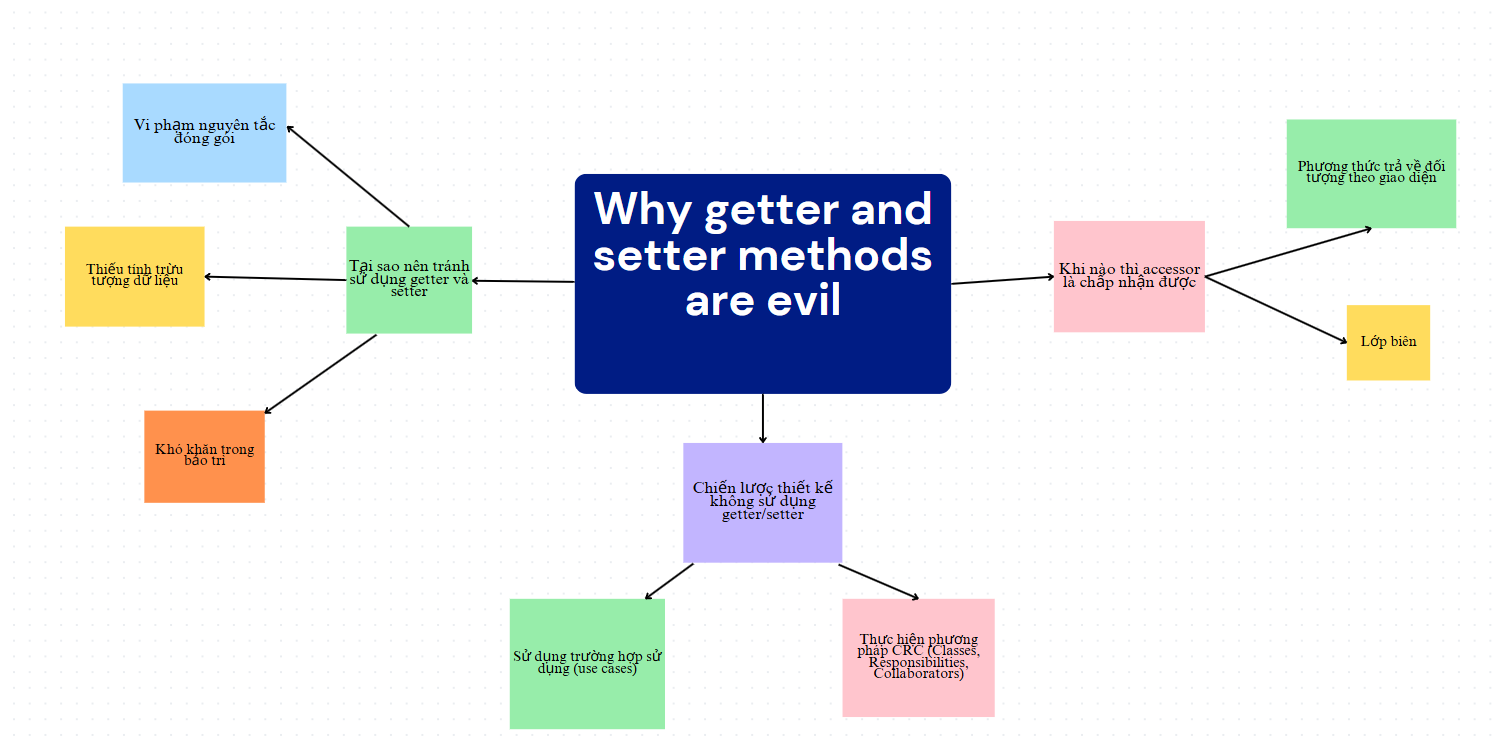 Why getter and
setter methods
are evil
Vi phạm nguyên tắc
đóng gói
Thiếu tính trừu
tượng dữ liệu
Khó khăn trong
bảo trì
Tại sao nên tránh
sử dụng getter và
setter
Chiến lược thiết kế
không sử dụng
getter/setter
Sử dụng trường hợp sử
dụng (use cases)
Thực hiện phương
pháp CRC (Classes,
Responsibilities,
Collaborators)
Khi nào thì accessor
là chấp nhận được
Phương thức trả về đối
tượng theo giao diện
Lớp biên